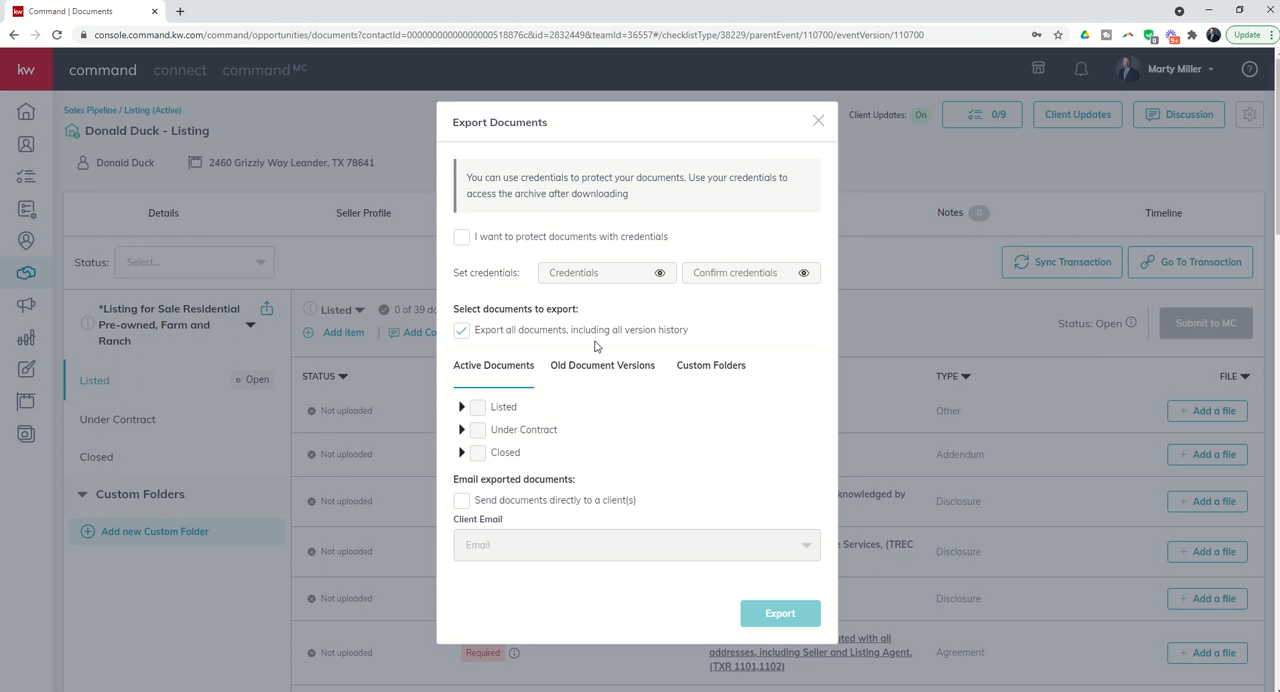 Command | Documents
console.command.kw.com/command/opportunities/documents?contactId=0000000000000000518876c&id=2832449&teamId=36557#/checklistType/38229/parentEvent/110700/eventVersion/110700
Update
kw command connect command MC
Marty Miller
Sales Pipeline / Listing (Active)
Donald Duck - Listing
Donald Duck 2460 Grizzly Way Leander, TX 78641
Client Updates: On 0/9 Client Updates Discussion
Details Seller Profile Notes 0 Timeline
Status: Select...
Sync Transaction Go To Transaction
*Listing for Sale Residential
Pre-owned, Farm and
Ranch
Listed 0 of 39 do
Add item Add Co
Status: Open Submit to MC
Listed Open
Under Contract
Closed
Custom Folders
Add new Custom Folder
STATUS TYPE FILE
Not uploaded Other + Add a file
Not uploaded Addendum + Add a file
Not uploaded knowledged by Disclosure + Add a file
Not uploaded e Services, (TREC Disclosure + Add a file
Not uploaded Disclosure + Add a file
Not uploaded Required uted with all
addresses, including Seller and Listing Agent. Agreement + Add a file
(TXR 1101,1102)
Export Documents
You can use credentials to protect your documents. Use your credentials to
access the archive after downloading
I want to protect documents with credentials
Set credentials: Credentials Confirm credentials
Select documents to export:
Export all documents, including all version history
Active Documents Old Document Versions Custom Folders
Listed
Under Contract
Closed
Email exported documents:
Send documents directly to a client(s)
Client Email
Email
Export